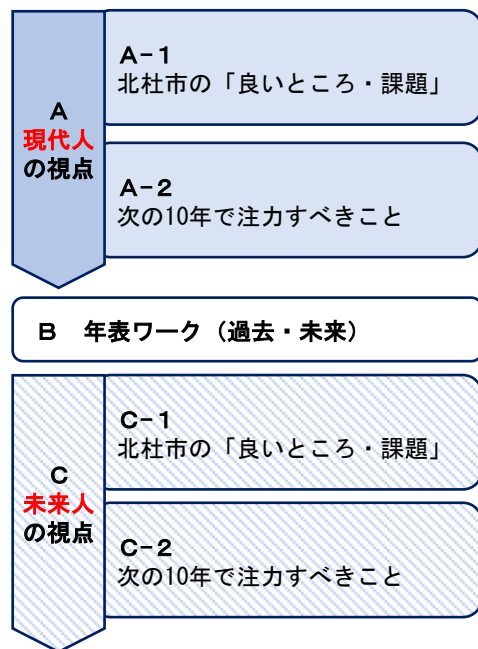 A
現代人
の視点
A-1
北杜市の「良いところ・課題」
A-2
次の10年で注力すべきこと
B 年表ワーク（過去・未来）
C
未来人
の視点
C-1
北杜市の「良いところ・課題」
C-2
次の10年で注力すべきこと